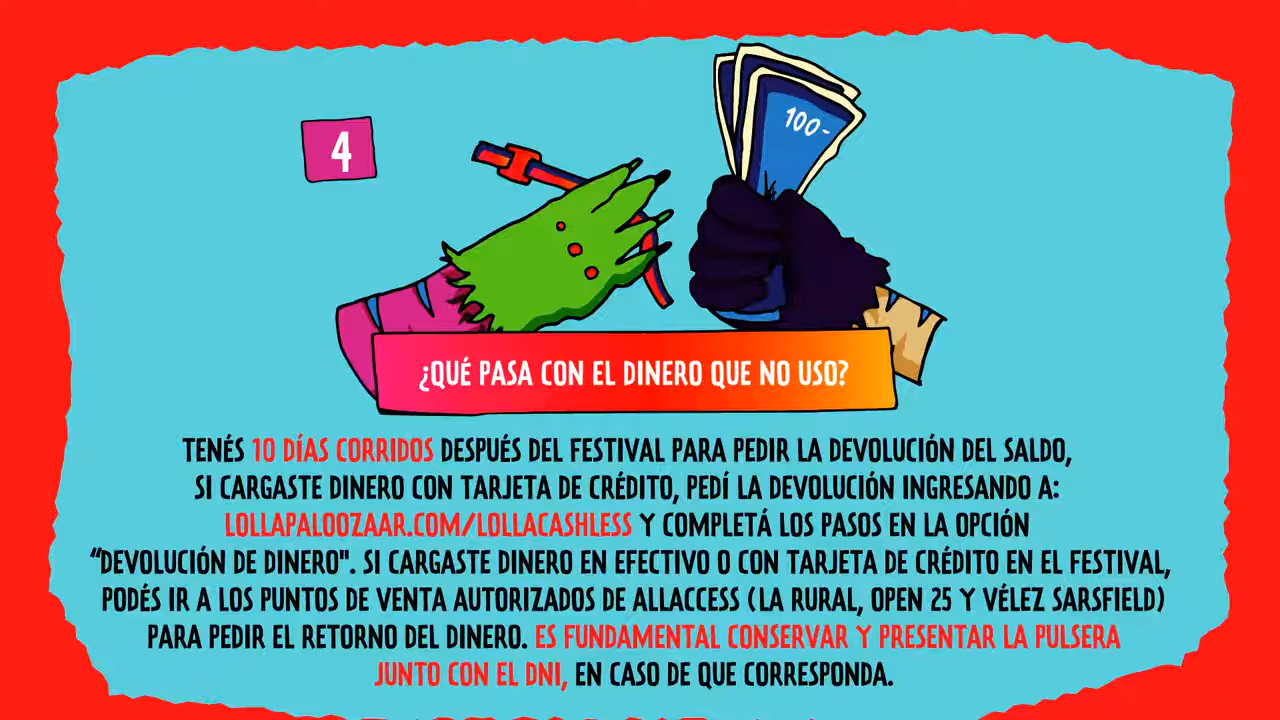 4
100-
¿QUÉ PASA CON EL DINERO QUE NO USO?
TENÉS 10 DÍAS CORRIDOS DESPUÉS DEL FESTIVAL PARA PEDIR LA DEVOLUCIÓN DEL SALDO,
SI CARGASTE DINERO CON TARJETA DE CRÉDITO, PEDÍ LA DEVOLUCIÓN INGRESANDO A:
LOLLAPALOOZAAR.COM/LOLLACASHLESS Y COMPLETÁ LOS PASOS EN LA OPCIÓN
“DEVOLUCIÓN DE DINERO". SI CARGASTE DINERO EN EFECTIVO O CON TARJETA DE CRÉDITO EN EL FESTIVAL,
PODÉS IR A LOS PUNTOS DE VENTA AUTORIZADOS DE ALLACCESS (LA RURAL, OPEN 25 Y VÉLEZ SARSFIELD)
PARA PEDIR EL RETORNO DEL DINERO. ES FUNDAMENTAL CONSERVAR Y PRESENTAR LA PULSERA
JUNTO CON EL DNI, EN CASO DE QUE CORRESPONDA.